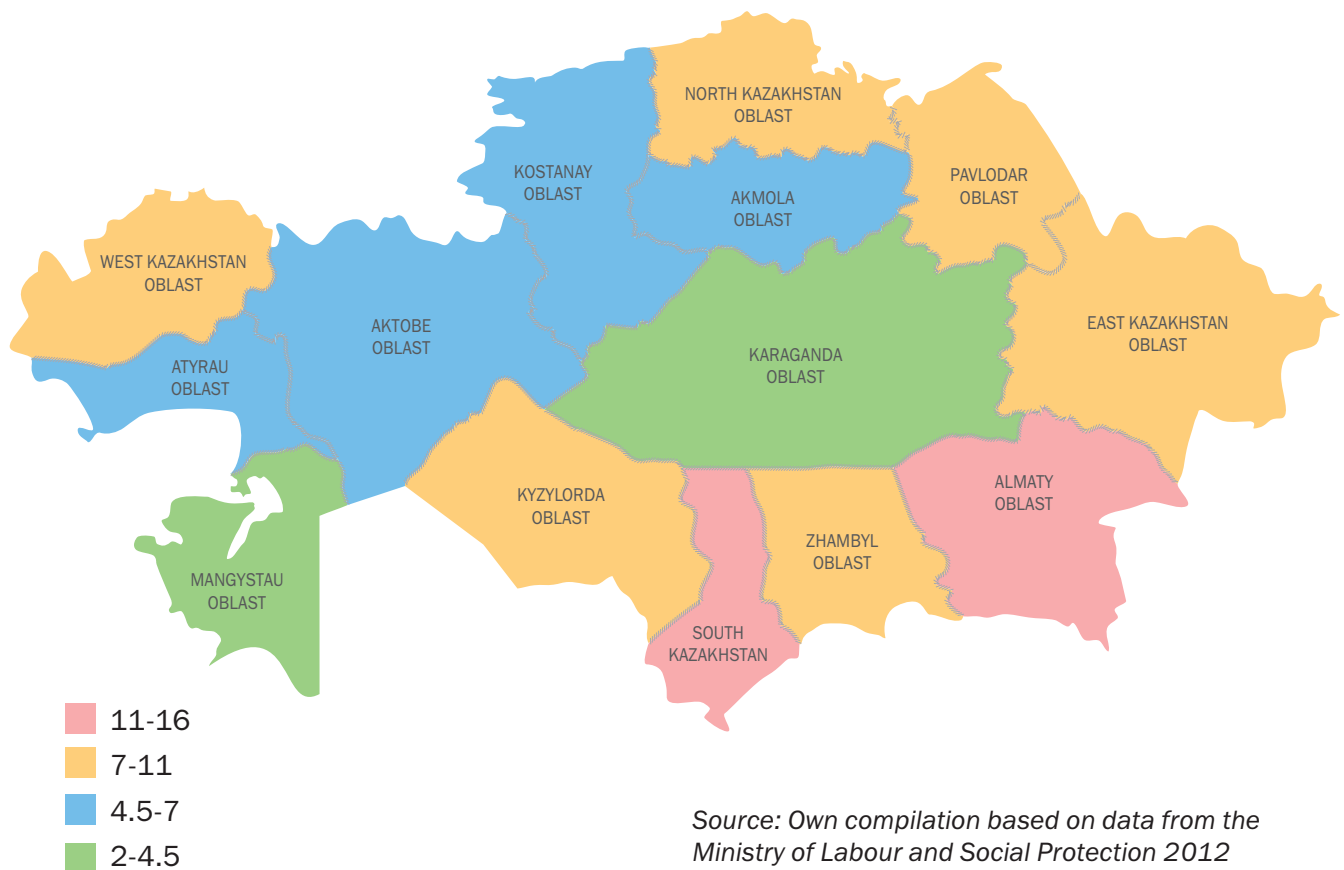 NORTH KAZAKHSTAN
OBLAST
KOSTANAY
OBLAST
PAVLODAR
OBLAST
AKMOLA
OBLAST
WEST KAZAKHSTAN
OBLAST
AKTOBE
OBLAST
EAST KAZAKHSTAN
OBLAST
KARAGANDA
OBLAST
ATYRAU
OBLAST
ALMATY
OBLAST
KYZYLORDA
OBLAST
ZHAMBYL
OBLAST
MANGYSTAU
OBLAST
SOUTH
KAZAKHSTAN
11-16
7-11
4.5-7
2-4.5
Source: Own compilation based on data from the
Ministry of Labour and Social Protection 2012